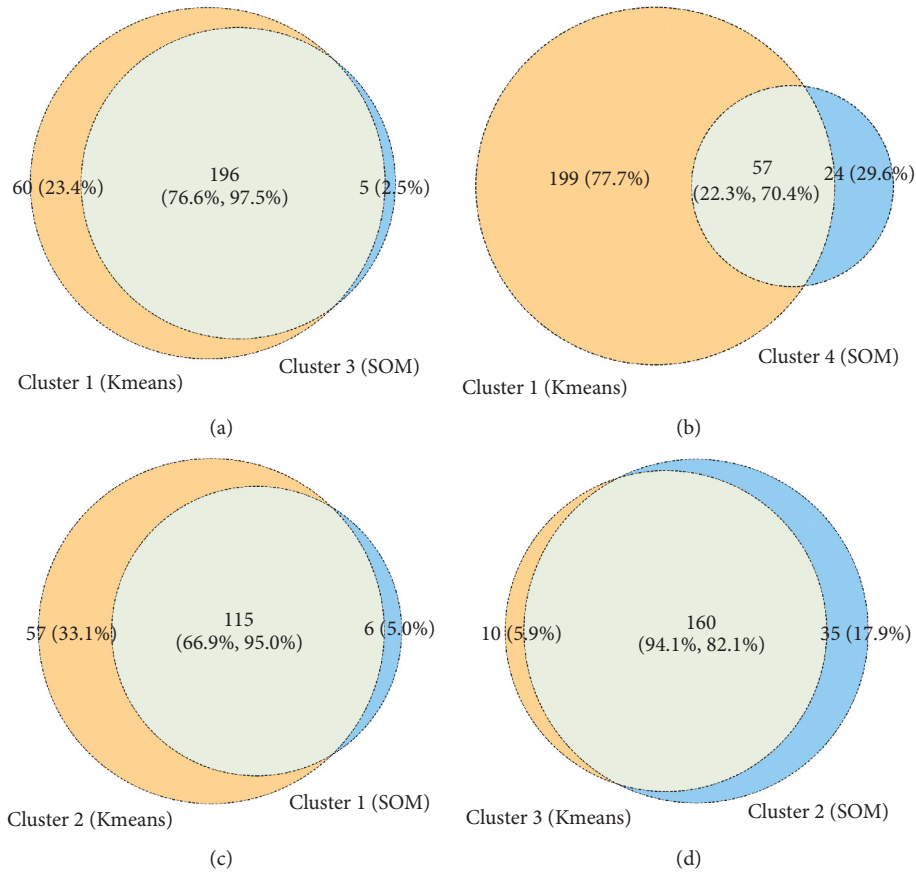 60 (23.4%)
196
(76.6%, 97.5%)
5 (2.5%)
Cluster 3 (SOM)
Cluster 1 (Kmeans)
(a)
199 (77.7%)
57
(22.3%, 70.4%)
24 (29.6%)
Cluster 4 (SOM)
Cluster 1 (Kmeans)
(b)
57 (33.1%)
115
(66.9%, 95.0%)
6 (5.0%)
Cluster 1 (SOM)
Cluster 2 (Kmeans)
(c)
10 (5.9%)
160
(94.1%, 82.1%)
35 (17.9%)
Cluster 3 (Kmeans)
Cluster 2 (SOM)
(d)